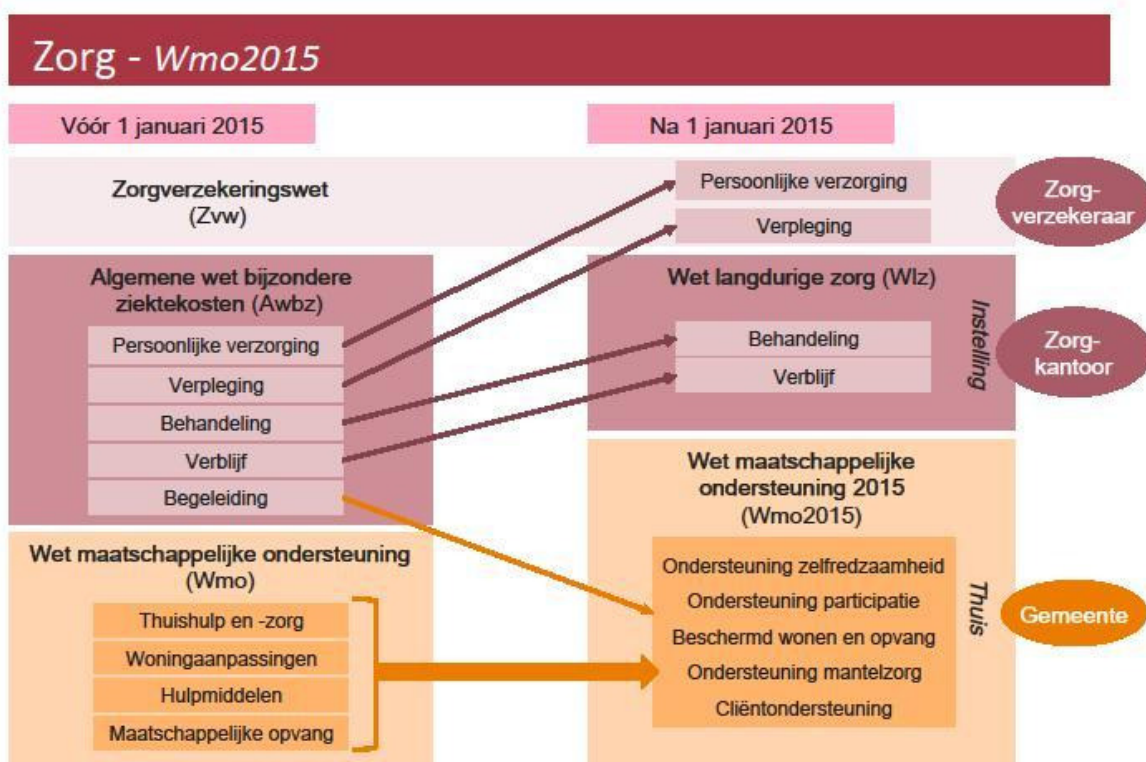 Zorg - Wmo2015
Vóór 1 januari 2015
Na 1 januari 2015
Zorgverzekeringswet
(Zvw)
Persoonlijke verzorging
Verpleging
Zorg-
verzekeraar
Algemene wet bijzondere
ziektekosten (Awbz)
Persoonlijke verzorging
Verpleging
Behandeling
Verblijf
Begeleiding
Wet langdurige zorg (Wlz)
Behandeling
Verblijf
Instelling
Zorg-
kantoor
Wet maatschappelijke ondersteuning
(Wmo)
Thuishulp en -zorg
Woningaanpassingen
Hulpmiddelen
Maatschappelijke opvang
Wet maatschappelijke
ondersteuning 2015
(Wmo2015)
Ondersteuning zelfredzaamheid
Ondersteuning participatie
Beschermd wonen en opvang
Ondersteuning mantelzorg
Cliëntondersteuning
Thuis
Gemeente